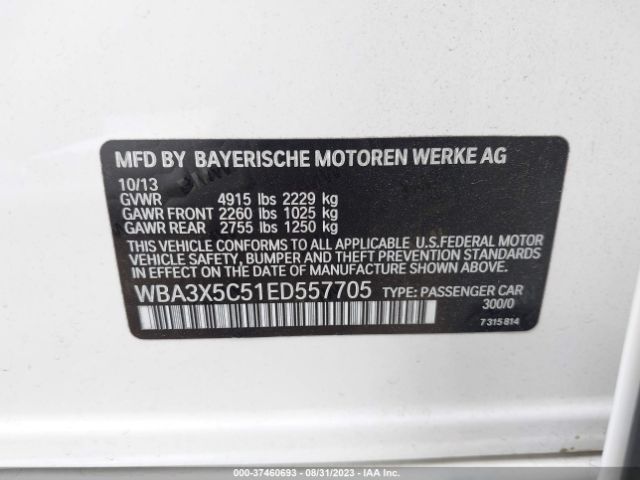 MFD BY BAYERISCHE MOTOREN WERKE AG
10/13
GVWR 4915 lbs 2229 kg
GAWR FRONT 2260 lbs 1025 kg
GAWR REAR 2755 lbs 1250 kg
THIS VEHICLE CONFORMS TO ALL APPLICABLE U.S.FEDERAL MOTOR
VEHICLE SAFETY, BUMPER AND THEFT PREVENTION STANDARDS
IN EFFECT ON THE DATE OF MANUFACTURE SHOWN ABOVE.
WBA3X5C51ED557705 TYPE: PASSENGER CAR
300/0
7315814
000-37460693 - 08/31/2023 - IAA Inc.